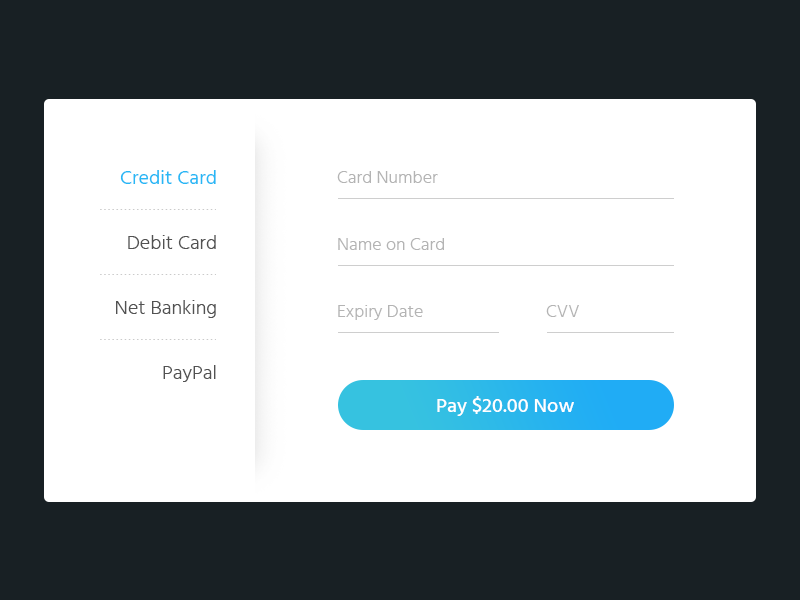 Credit Card
Debit Card
Net Banking
PayPal
Card Number
Name on Card
Expiry Date
CVV
Pay $20.00 Now